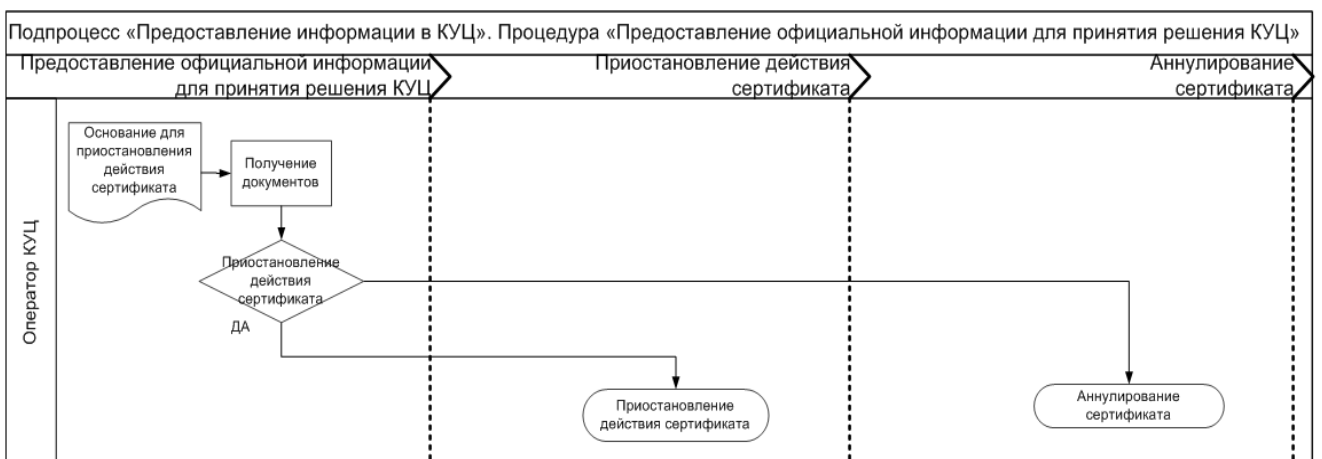 Подпроцесс «Предоставление информации в КУЦ». Процедура «Предоставление официальной информации для принятия решения КУЦ»
Предоставление официальной информации
для принятия решения КУЦ
Приостановление действия
сертификата
Аннулирование
сертификата
Оператор КУЦ
Основание для
приостановления
действия
сертификата
Получение
документов
Приостановление
действия
сертификата
ДА
Приостановление
действия сертификата
Аннулирование
сертификата